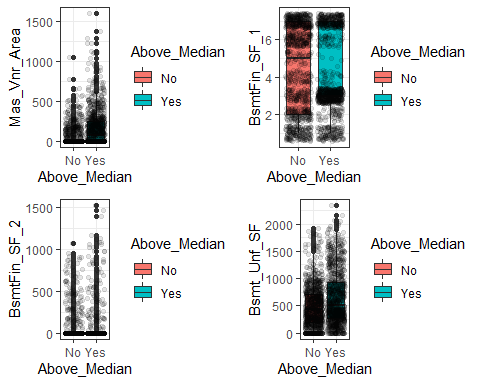 Mas_Vnr_Area
1500
1000
500
0
No Yes
Above_Median
Above_Median
No
Yes
BsmtFin_SF_1
6
4
2
No Yes
Above_Median
Above_Median
No
Yes
BsmtFin_SF_2
1500
1000
500
0
No Yes
Above_Median
Above_Median
No
Yes
Bsmt_Unf_SF
2000
1500
1000
500
0
No Yes
Above_Median
Above_Median
No
Yes